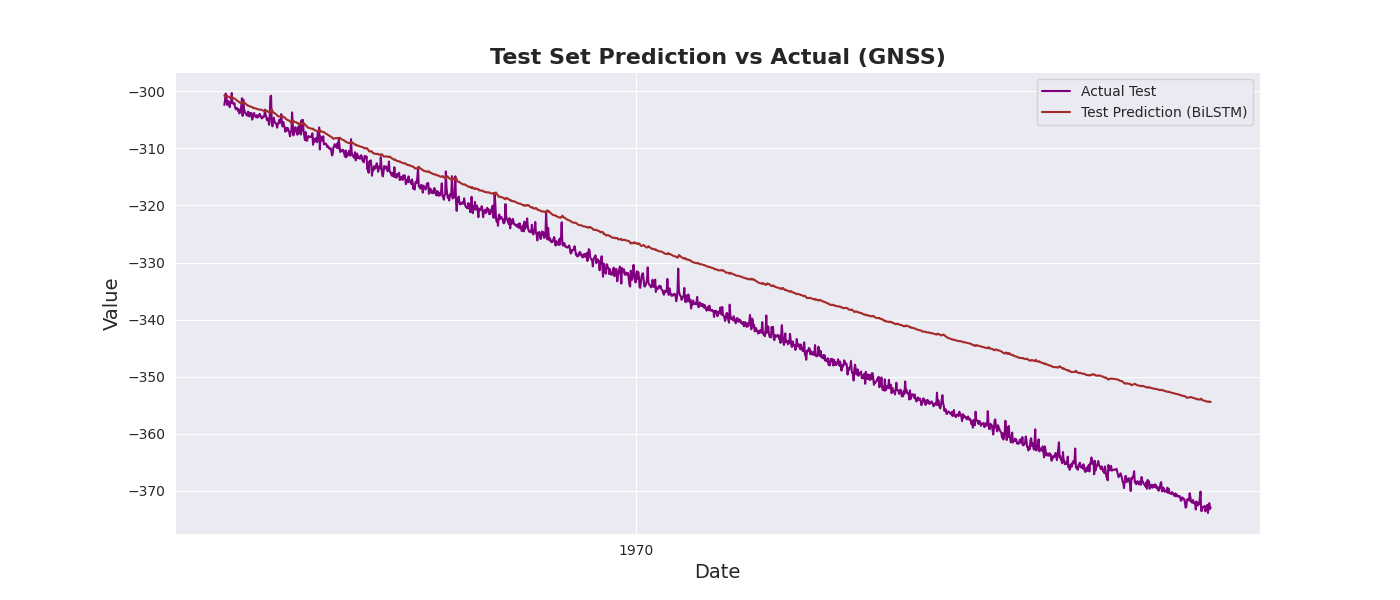 Test Set Prediction vs Actual (GNSS)
Actual Test
Test Prediction (BiLSTM)
Value
−300
−310
−320
−330
−340
−350
−360
−370
1970
Date